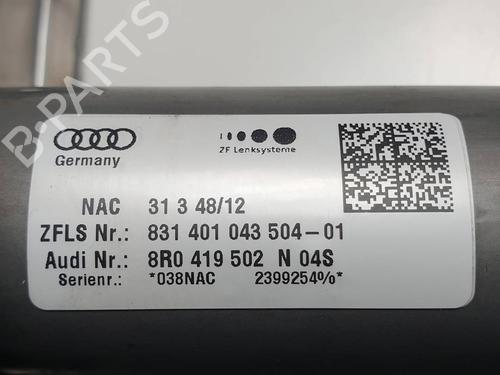 Germany
ZF Lenksysteme
NAC 31 3 48/12
ZFLS Nr.: 831 401 043 504-01
Audi Nr.: 8R0 419 502 N 04S
Serienr.: *038NAC 2399254%*
B-PARTS